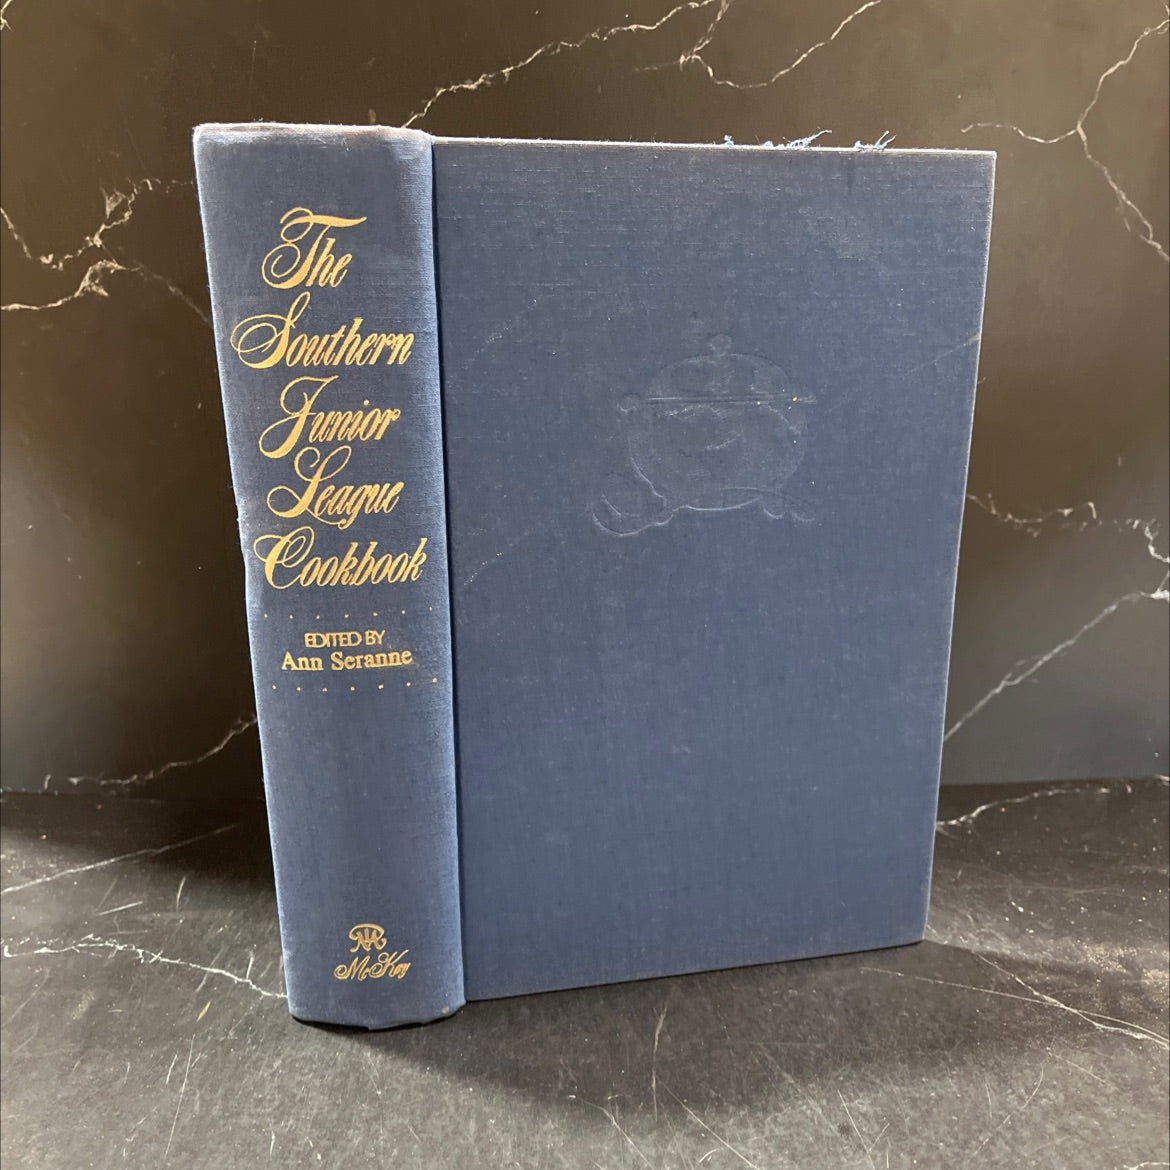 The
Southern
Junior
League
Cookbook
EDITED BY
Ann Seranne
McKay